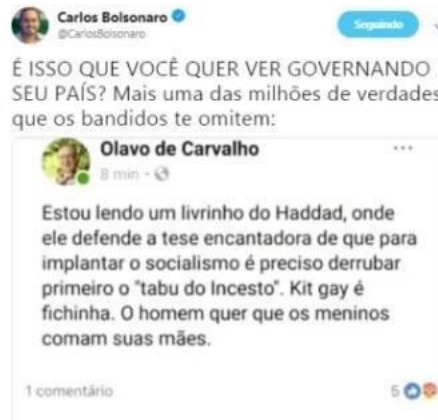 Carlos Bolsonaro
@CarlosBolsonaro
Seguindo
É ISSO QUE VOCÊ QUER VER GOVERNANDO
SEU PAÍS? Mais uma das milhões de verdades
que os bandidos te omitem:
Olavo de Carvalho
8 min
Estou lendo um livrinho do Haddad, onde
ele defende a tese encantadora de que para
implantar o socialismo é preciso derrubar
primeiro o "tabu do Incesto". Kit gay é
fichinha. O homem quer que os meninos
comam suas mães.
1 comentário
5